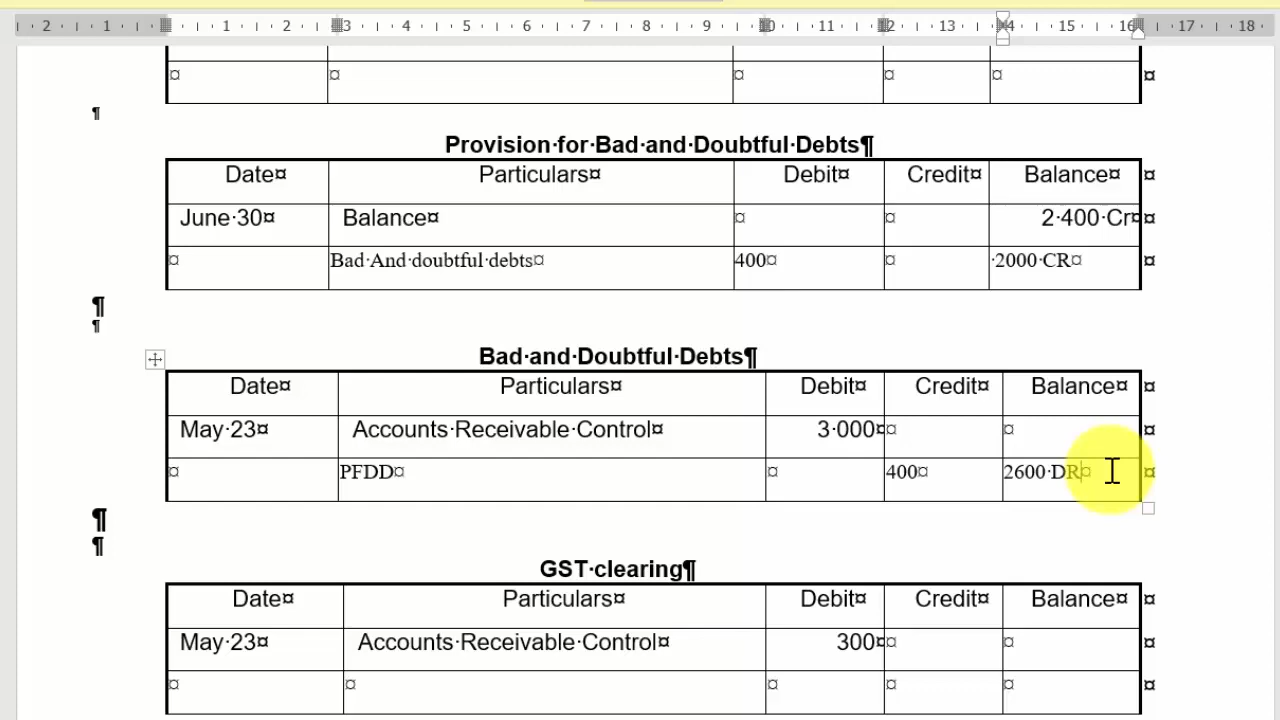 2 1 1 2 3 4 5 6 7 8 9 10 11 12 13 14 15 16 17 18
¤ ¤ ¤ ¤ ¤ ¤
¶
Provision·for·Bad·and·Doubtful·Debts¶
Date¤ Particulars¤ Debit¤ Credit¤ Balance¤ ¤
June·30¤ Balance¤ ¤ ¤ 2·400·Cr¤ ¤
¤ Bad·And·doubtful·debts¤ 400¤ ¤ ·2000·CR¤ ¤
¶
¶
Bad·and·Doubtful·Debts¶
Date¤ Particulars¤ Debit¤ Credit¤ Balance¤ ¤
May·23¤ Accounts·Receivable·Control¤ 3·000¤ ¤ ¤ ¤
¤ PFDD¤ ¤ 400¤ 2600·DR¤ ¤
¶
¶
GST·clearing¶
Date¤ Particulars¤ Debit¤ Credit¤ Balance¤ ¤
May·23¤ Accounts·Receivable·Control¤ 300¤ ¤ ¤ ¤
¤ ¤ ¤ ¤ ¤ ¤